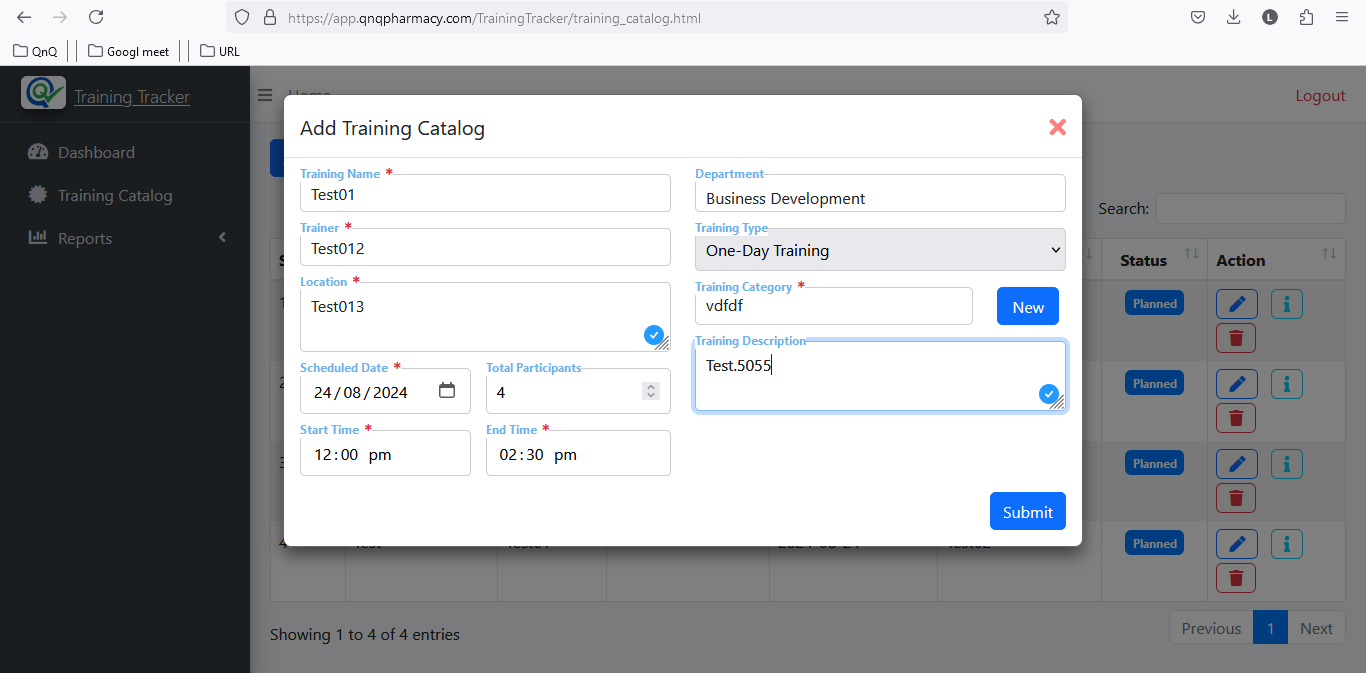 https://app.qnqpharmacy.com/TrainingTracker/training_catalog.html
L
QnQ
Googl meet
URL
Training Tracker
Home
Logout
Dashboard
Training Catalog
Reports
Add Training Catalog
Training Name *
Test01
Department
Business Development
Trainer *
Test012
Training Type
One-Day Training
Location *
Test013
Training Category *
vdfdf
New
Training Description
Test.5055
Scheduled Date *
24/08/2024
Total Participants
4
Start Time *
12:00 pm
End Time *
02:30 pm
Submit
Search:
Status
Action
Planned
Planned
Planned
4
Planned
Showing 1 to 4 of 4 entries
Previous
1
Next